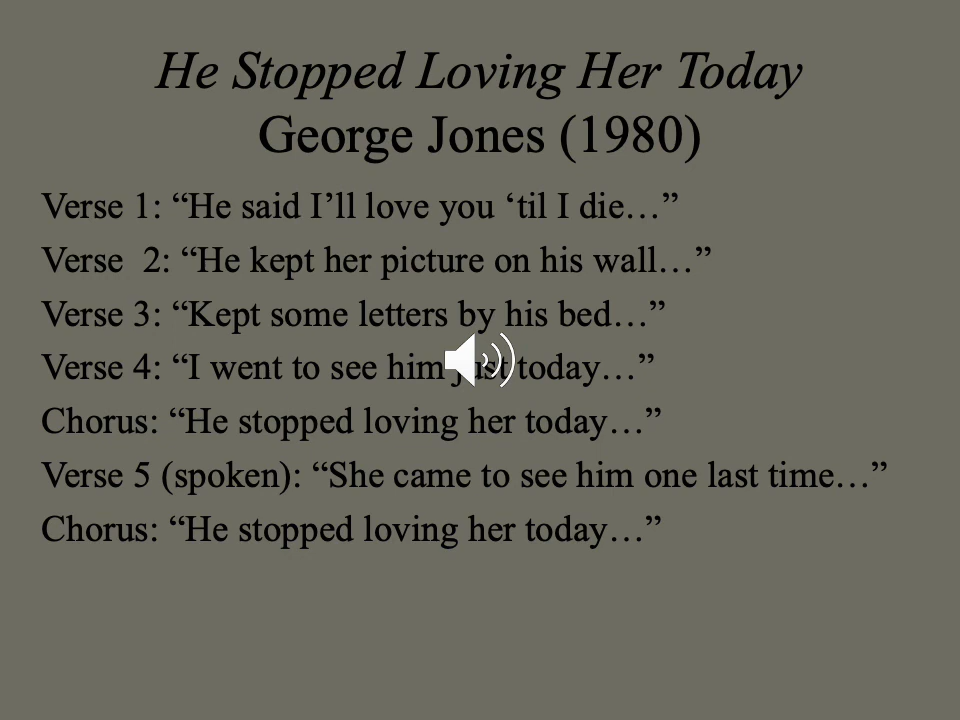 He Stopped Loving Her Today
George Jones (1980)
Verse 1: “He said I’ll love you ‘til I die…”
Verse  2: “He kept her picture on his wall…”
Verse 3: “Kept some letters by his bed…”
Verse 4: “I went to see him just today…”
Chorus: “He stopped loving her today…”
Verse 5 (spoken): “She came to see him one last time…”
Chorus: “He stopped loving her today…”